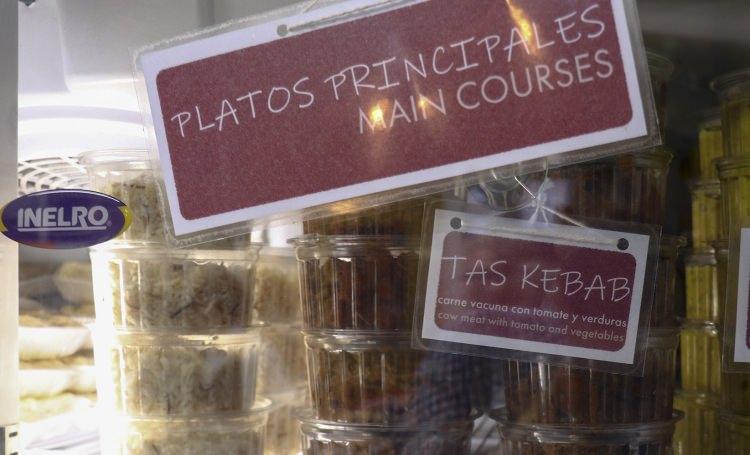 PLATOS PRINCIPALES
MAIN COURSES
INELRO
TAS KEBAB
carne vacuna con tomate y verduras
cow meat with tomato and vegetables